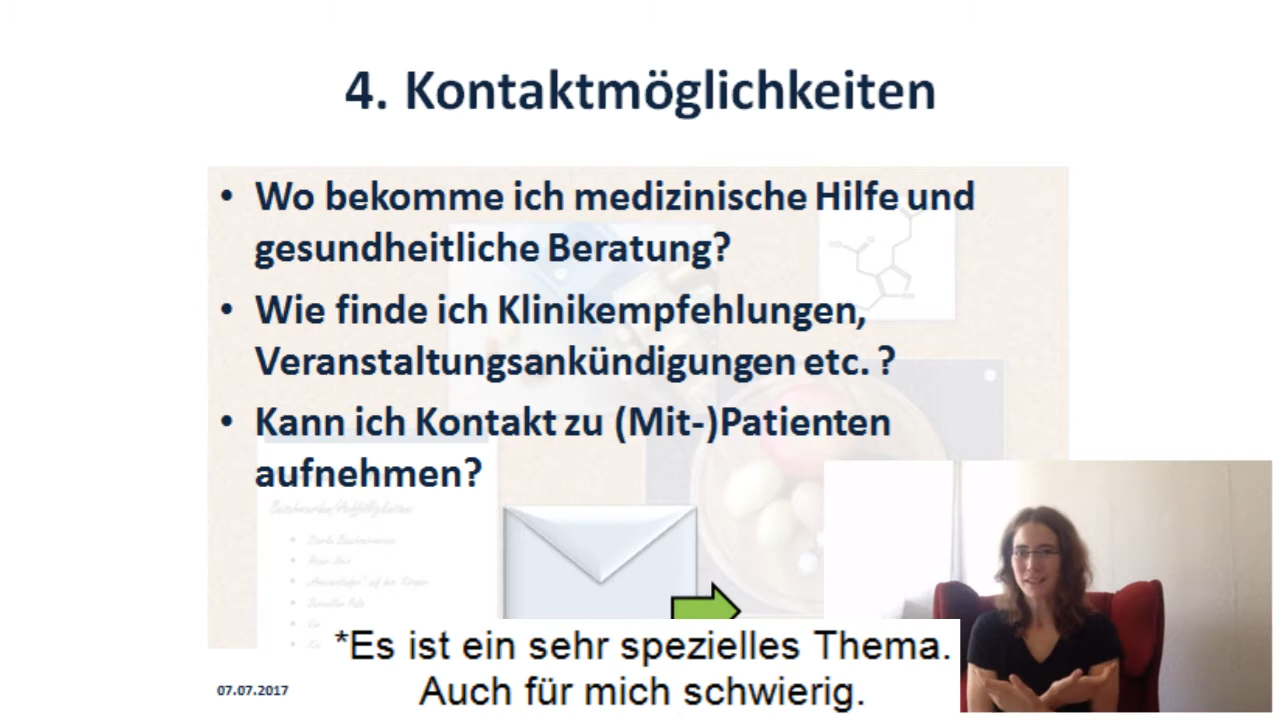 4. Kontaktmöglichkeiten
• Wo bekomme ich medizinische Hilfe und
gesundheitliche Beratung?
• Wie finde ich Klinikempfehlungen,
Veranstaltungsankündigungen etc. ?
• Kann ich Kontakt zu (Mit-)Patienten
aufnehmen?
*Es ist ein sehr spezielles Thema.
Auch für mich schwierig.
07.07.2017